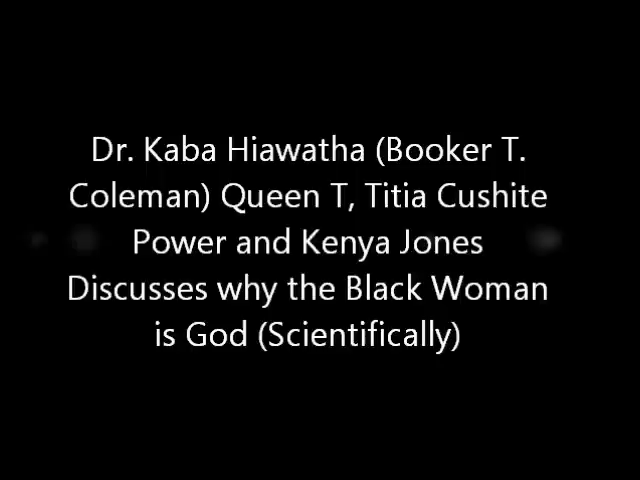 Dr. Kaba Hiawatha (Booker T.
Coleman) Queen T, Titia Cushite
Power and Kenya Jones
Discusses why the Black Woman
is God (Scientifically)